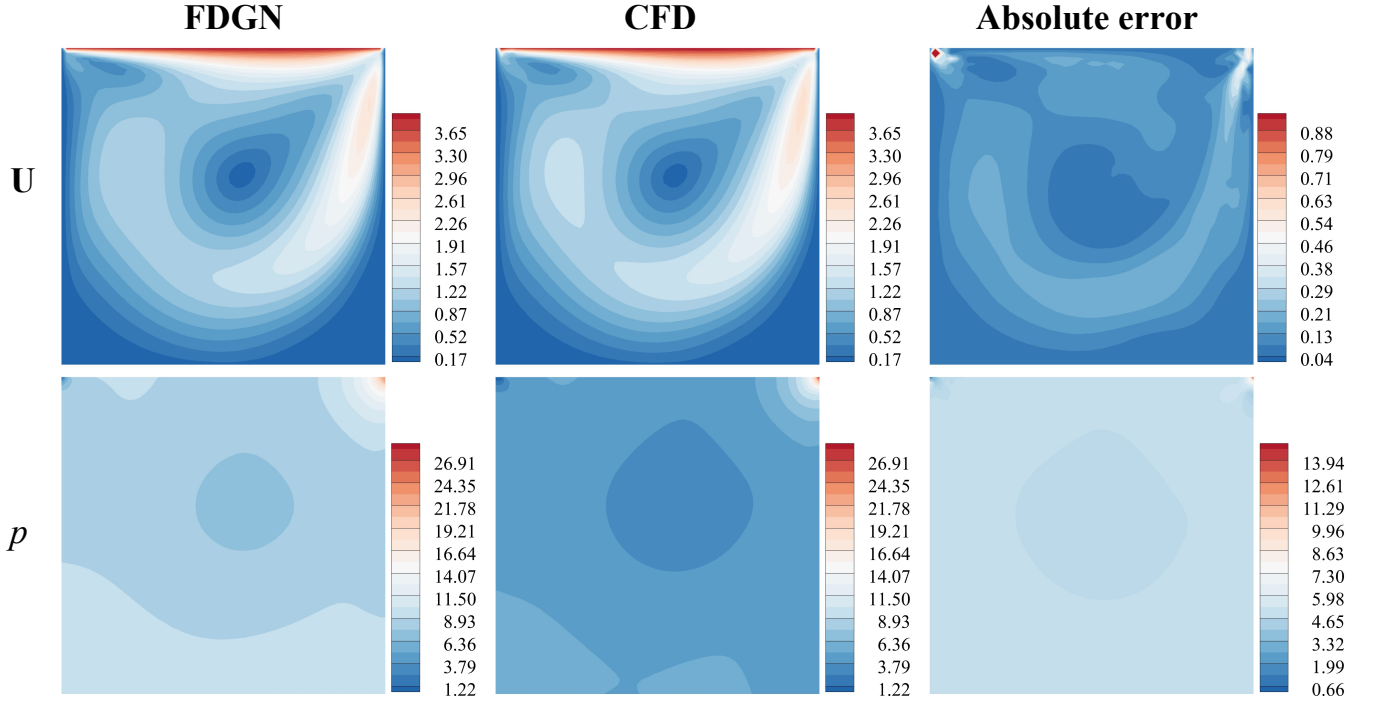 FDGN CFD Absolute error
U
3.65 3.65 0.88
3.30 3.30 0.79
2.96 2.96 0.71
2.61 2.61 0.63
2.26 2.26 0.54
1.91 1.91 0.46
1.57 1.57 0.38
1.22 1.22 0.29
0.87 0.87 0.21
0.52 0.52 0.13
0.17 0.17 0.04
p
26.91 26.91 13.94
24.35 24.35 12.61
21.78 21.78 11.29
19.21 19.21 9.96
16.64 16.64 8.63
14.07 14.07 7.30
11.50 11.50 5.98
8.93 8.93 4.65
6.36 6.36 3.32
3.79 3.79 1.99
1.22 1.22 0.66